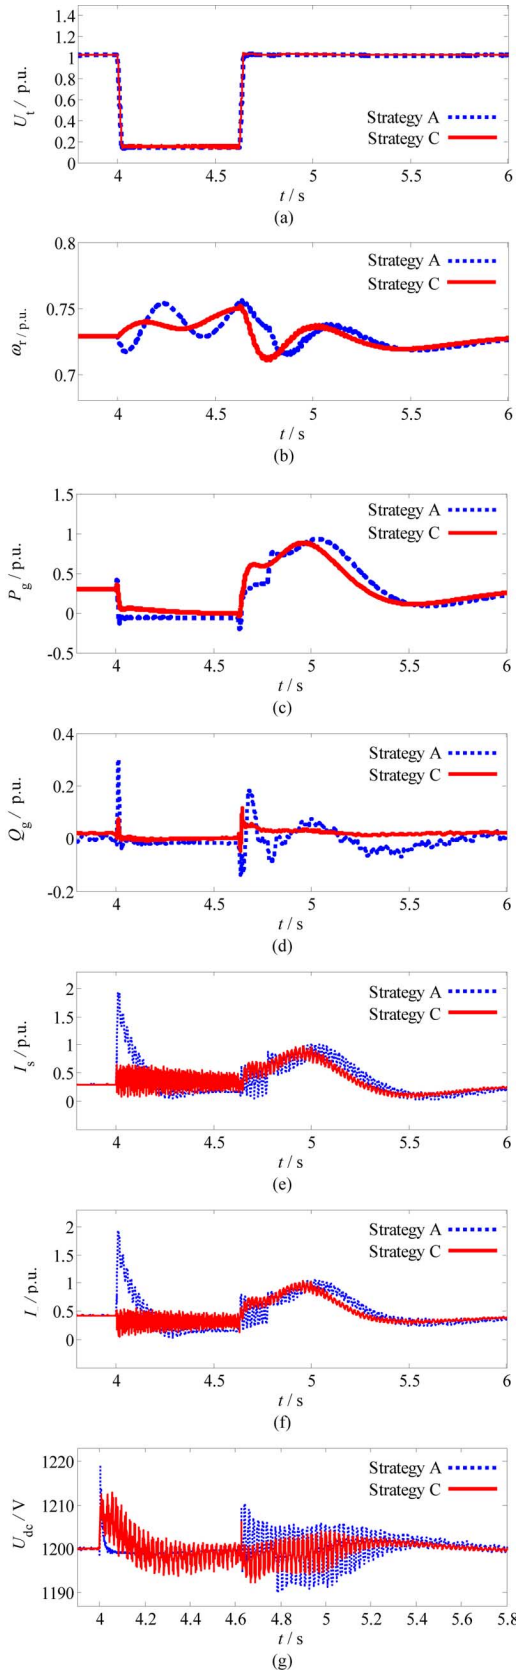 1.4
1.2
1
0.8
0.6
0.4
0.2
0
U_t / p.u.
Strategy A
Strategy C
4 4.5 5 5.5 6
t / s
(a)
0.8
0.75
0.7
ω_r / p.u.
Strategy A
Strategy C
4 4.5 5 5.5 6
t / s
(b)
1.5
1
0.5
0
-0.5
P_g / p.u.
Strategy A
Strategy C
4 4.5 5 5.5 6
t / s
(c)
0.4
0.2
0
-0.2
Q_g / p.u.
Strategy A
Strategy C
4 4.5 5 5.5 6
t / s
(d)
2
1.5
1
0.5
0
I_s / p.u.
Strategy A
Strategy C
4 4.5 5 5.5 6
t / s
(e)
2
1.5
1
0.5
0
I / p.u.
Strategy A
Strategy C
4 4.5 5 5.5 6
t / s
(f)
1220
1210
1200
1190
U_dc / V
Strategy A
Strategy C
4 4.2 4.4 4.6 4.8 5 5.2 5.4 5.6 5.8
t / s
(g)